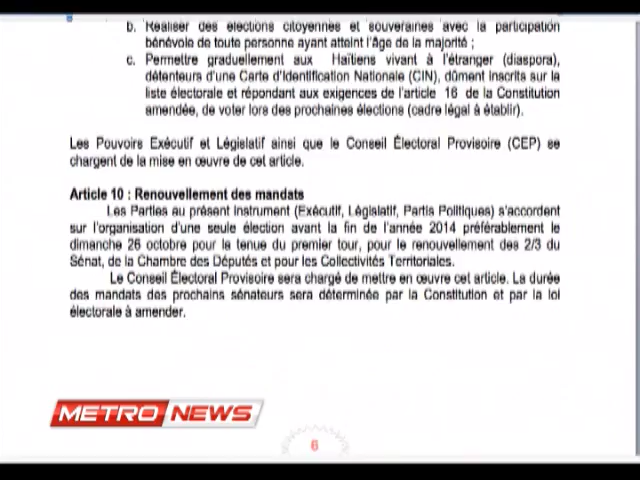 b. Réaliser des élections citoyennes et souveraines avec la participation
bénévole de toute personne ayant atteint l'âge de la majorité ;
c. Permettre graduellement aux Haïtiens vivant à l'étranger (diaspora),
détenteurs d'une Carte d'Identification Nationale (CIN), dûment inscrits sur la
liste électorale et répondant aux exigences de l'article 16 de la Constitution
amendée, de voter lors des prochaines élections (cadre légal à établir).
Les Pouvoirs Exécutif et Législatif ainsi que le Conseil Électoral Provisoire (CEP) se
chargent de la mise en œuvre de cet article.
Article 10 : Renouvellement des mandats
Les Parties au présent Instrument (Exécutif, Législatif, Partis Politiques) s'accordent
sur l'organisation d'une seule élection avant la fin de l'année 2014 préférablement le
dimanche 26 octobre pour la tenue du premier tour, pour le renouvellement des 2/3 du
Sénat, de la Chambre des Députés et pour les Collectivités Territoriales.
Le Conseil Électoral Provisoire sera chargé de mettre en œuvre cet article. La durée
des mandats des prochains sénateurs sera déterminée par la Constitution et par la loi
électorale à amender.
METRO NEWS
6